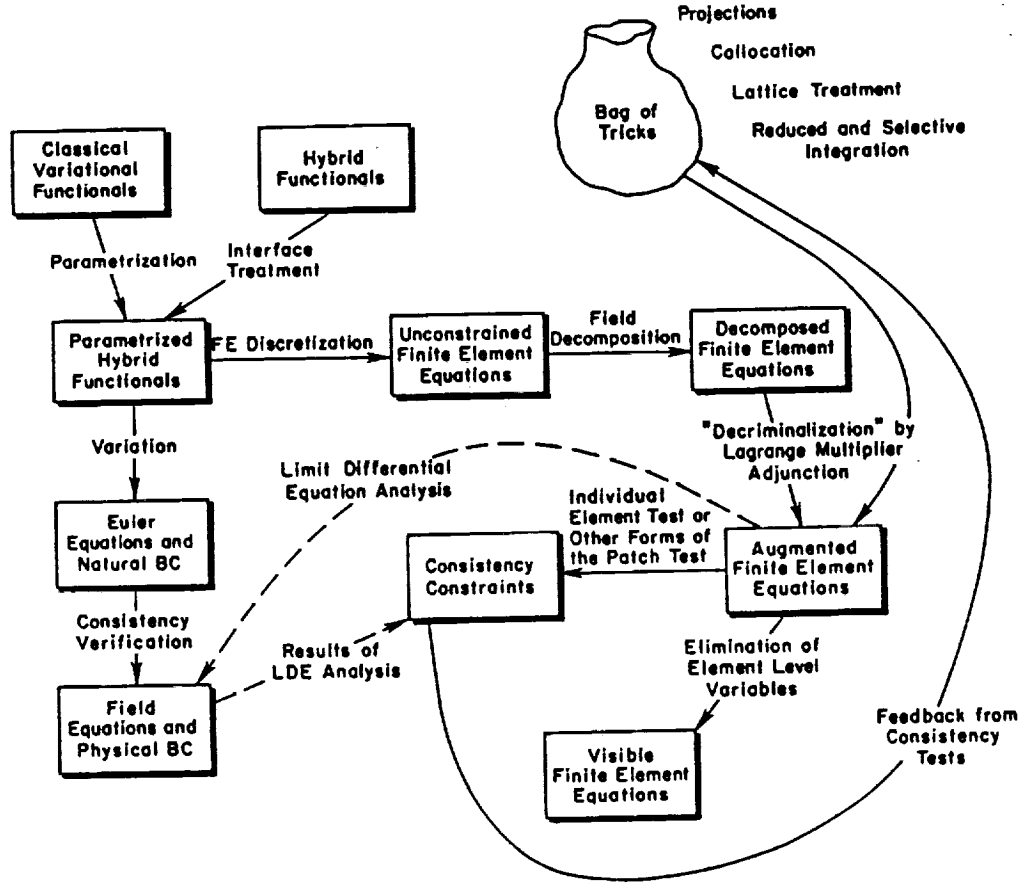 Projections
Collocation
Lattice Treatment
Reduced and Selective
Integration
Bag of
Tricks
Classical
Variational
Functionals
Hybrid
Functionals
Parametrization
Interface
Treatment
Parametrized
Hybrid
Functionals
FE Discretization
Unconstrained
Finite Element
Equations
Field
Decomposition
Decomposed
Finite Element
Equations
Variation
"Decriminalization" by
Lagrange Multiplier
Adjunction
Limit Differential
Equation Analysis
Individual
Element Test or
Other Forms of
the Patch Test
Euler
Equations and
Natural BC
Consistency
Constraints
Augmented
Finite Element
Equations
Consistency
Verification
Results of
LDE Analysis
Elimination of
Element Level
Variables
Field
Equations and
Physical BC
Visible
Finite Element
Equations
Feedback from
Consistency
Tests